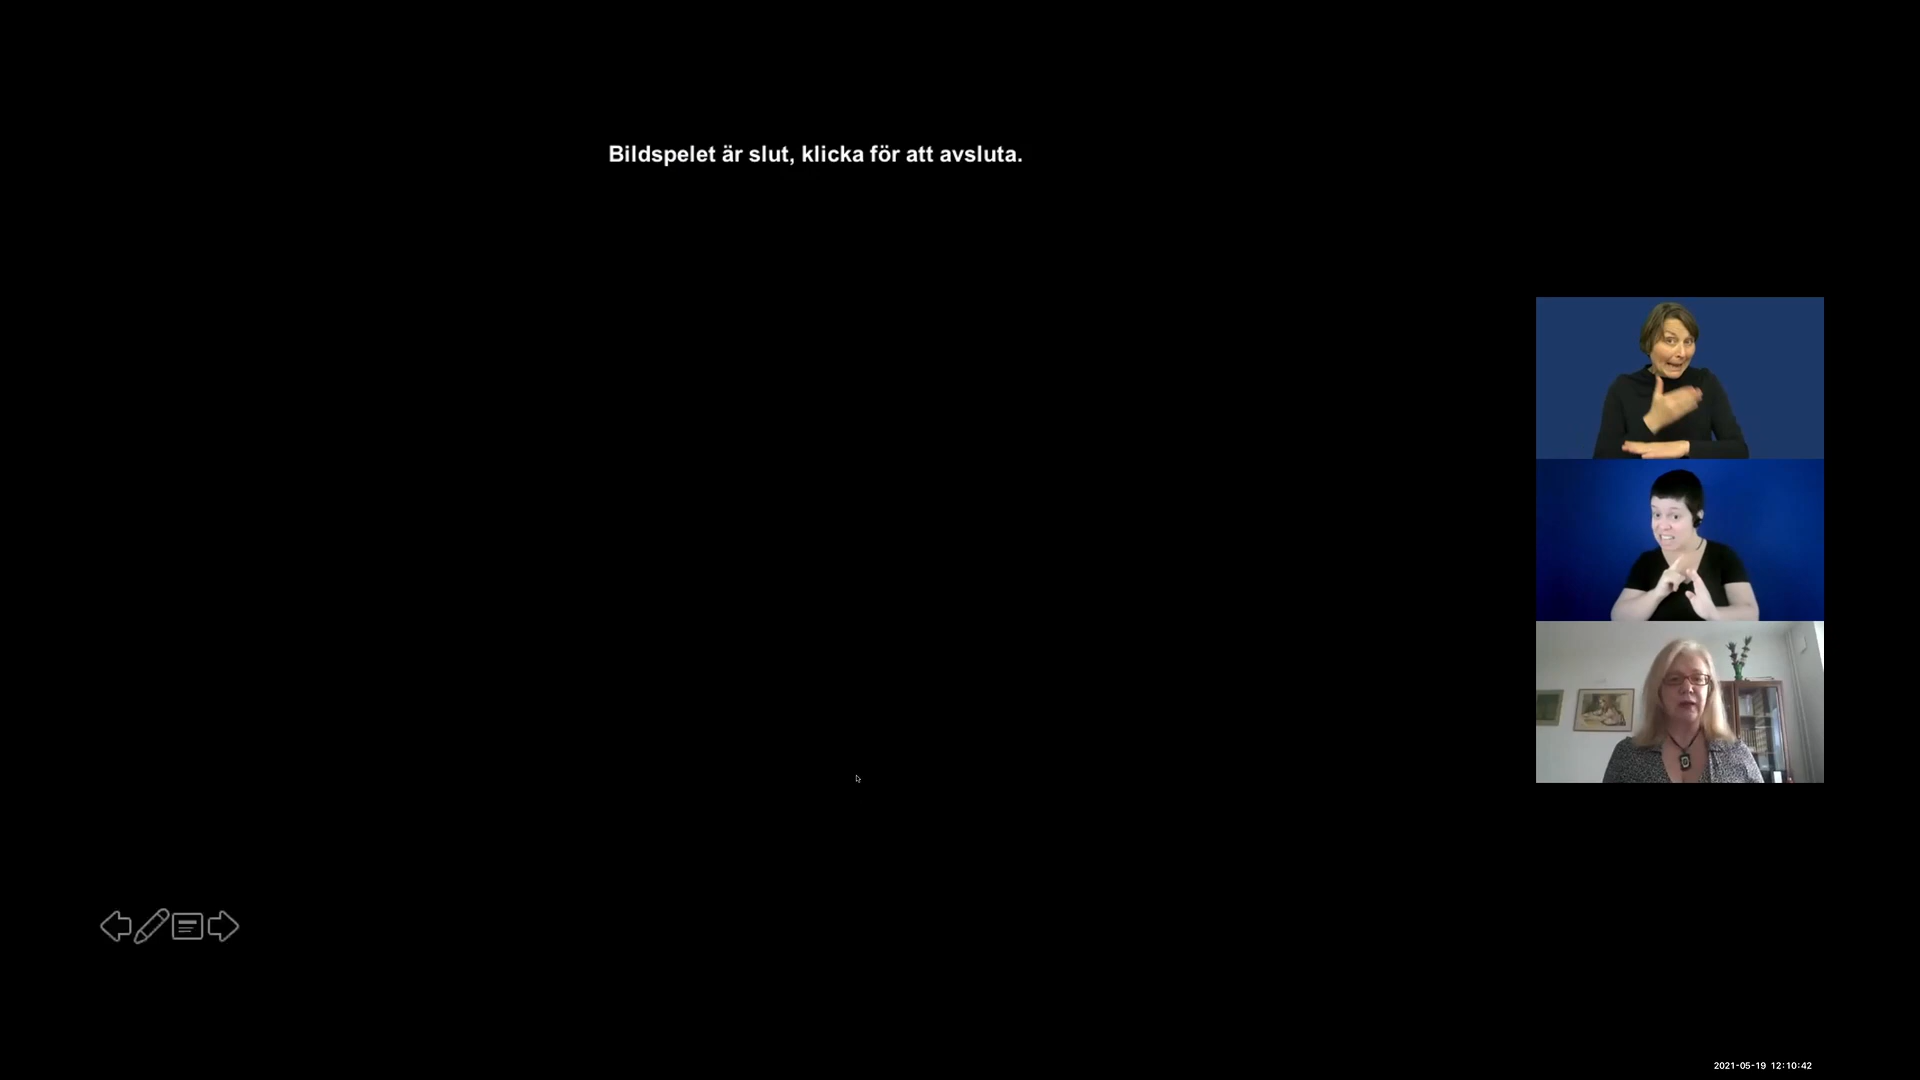 Bildspelet är slut, klicka för att avsluta.
2021-05-19 12:10:42